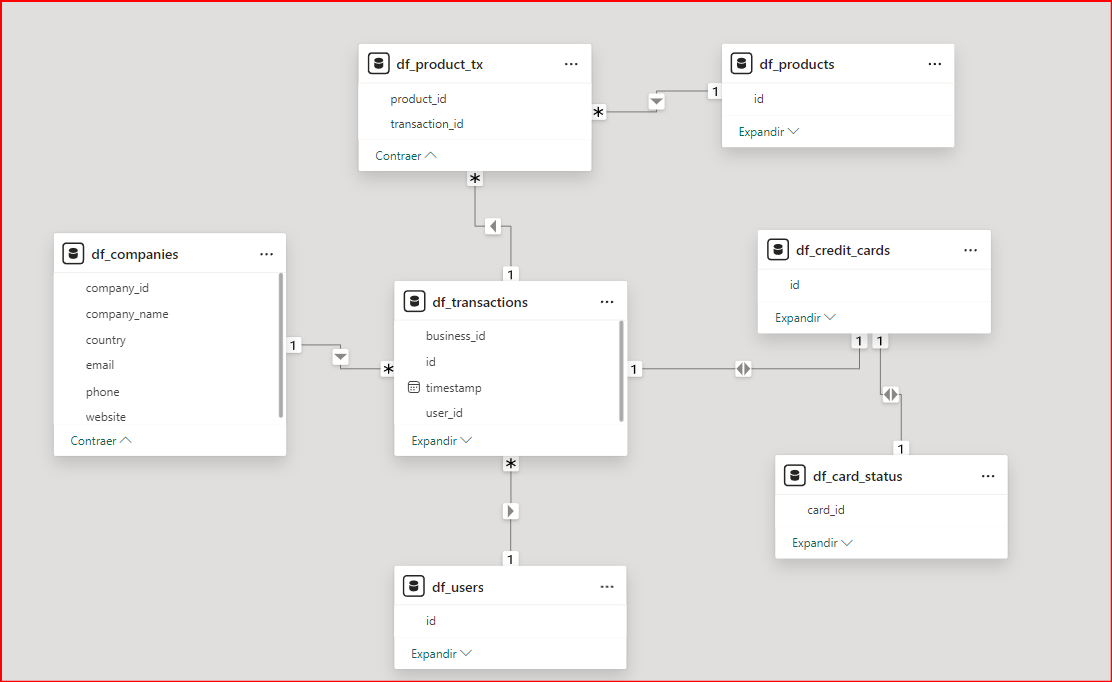 df_product_tx
product_id
transaction_id
Contraer
df_products
id
Expandir
*
1
*
1
df_companies
company_id
company_name
country
email
phone
website
Contraer
df_transactions
business_id
id
timestamp
user_id
Expandir
df_credit_cards
id
Expandir
1
*
1
1
1
1
df_card_status
card_id
Expandir
*
1
df_users
id
Expandir